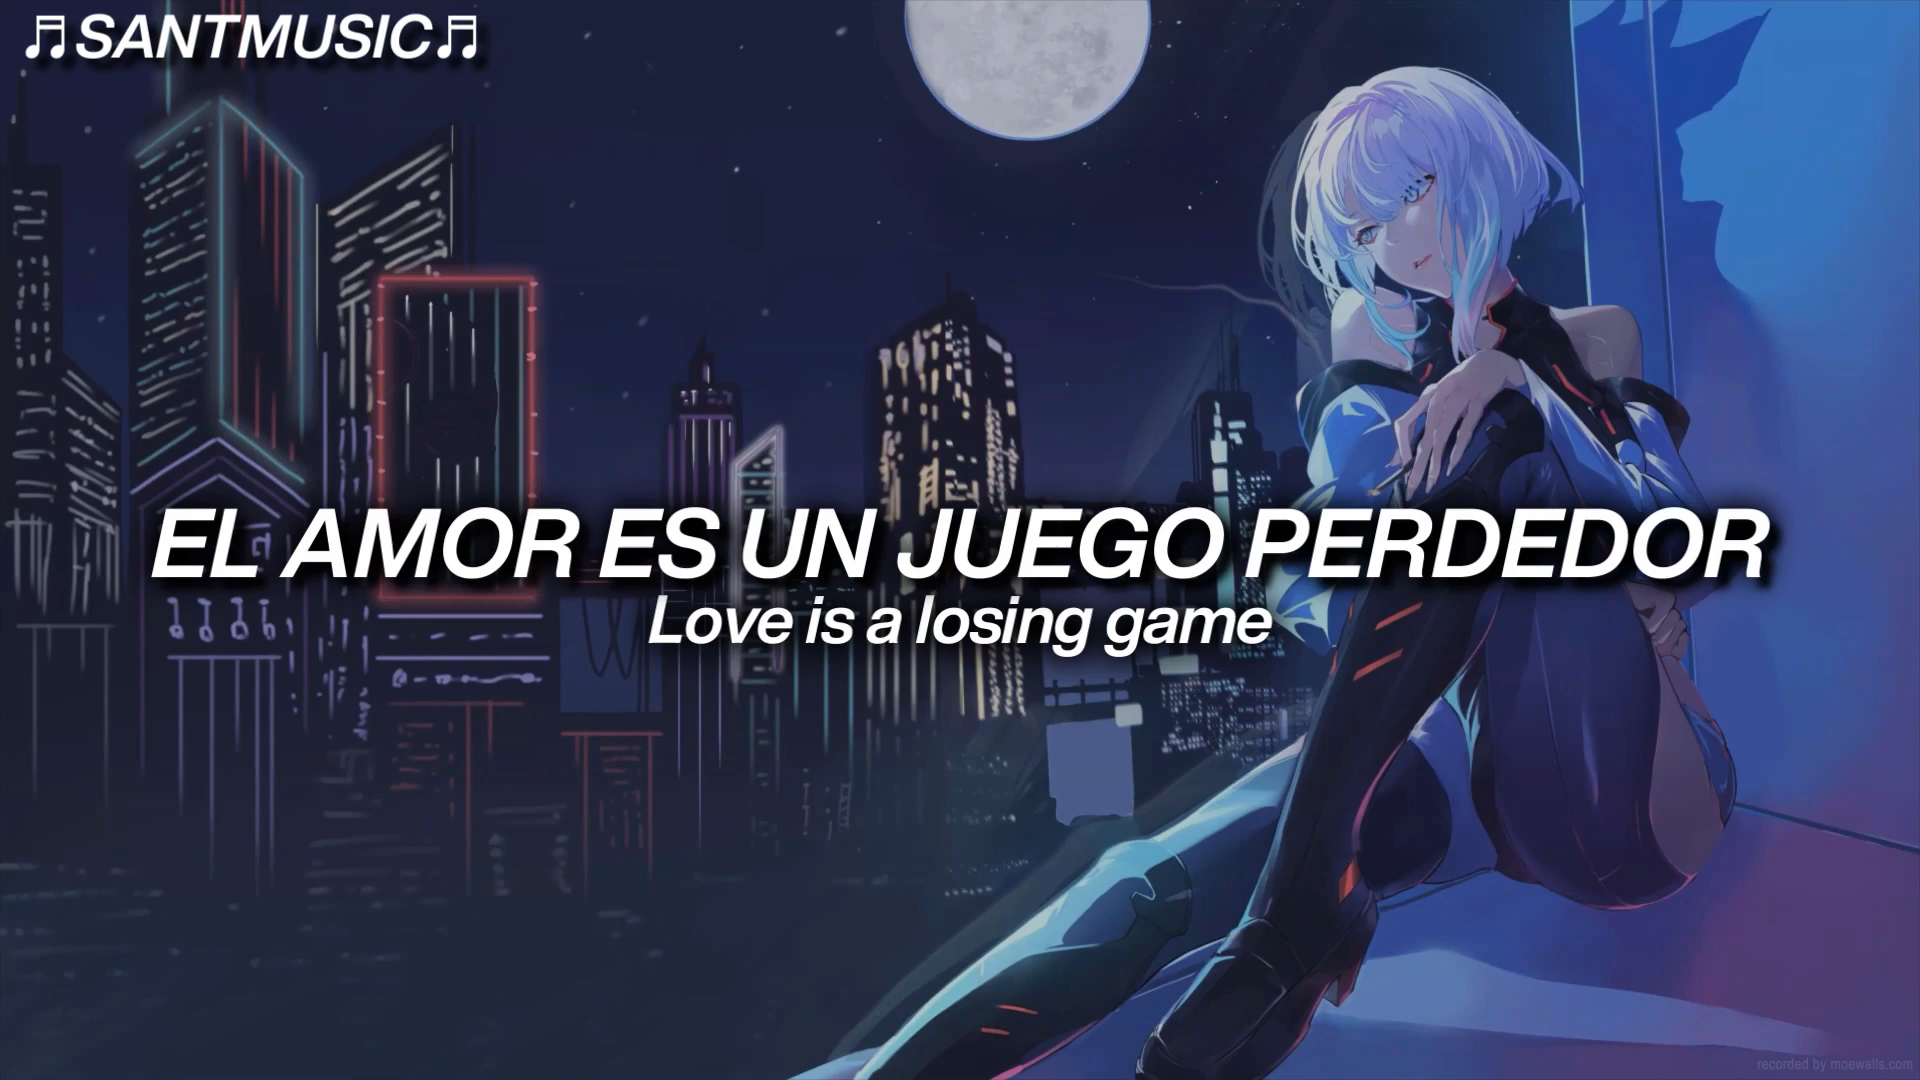 ♬SANTMUSIC♬
EL AMOR ES UN JUEGO PERDEDOR
Love is a losing game
recorded by moewalls.com